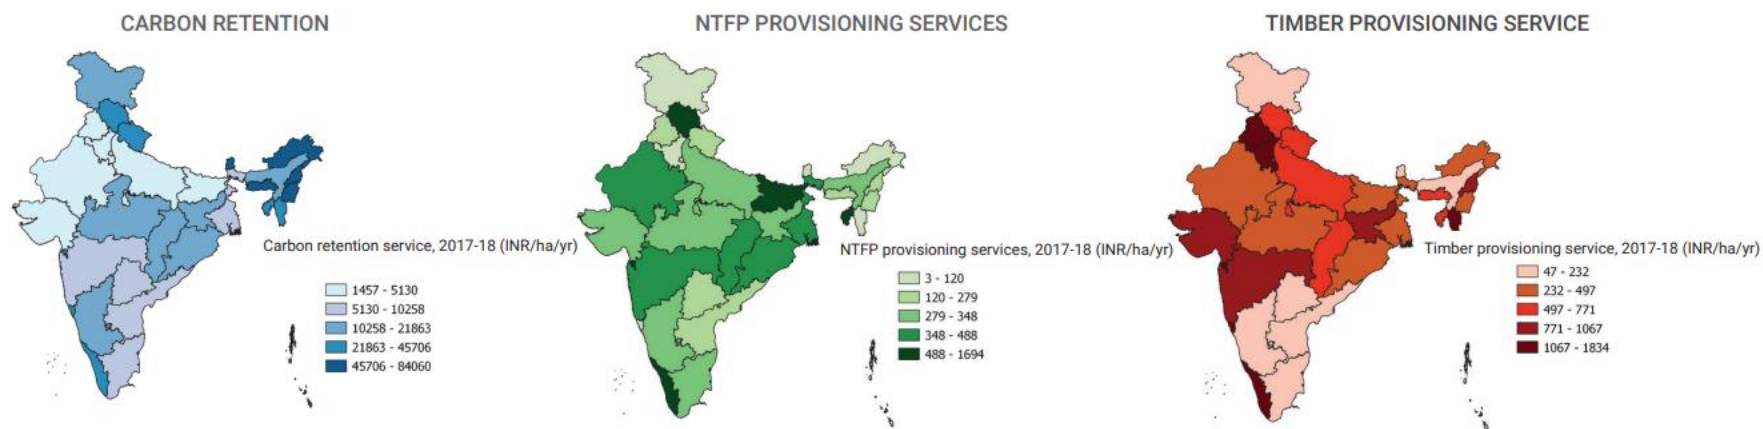 CARBON RETENTION
Carbon retention service, 2017-18 (INR/ha/yr)
1457 - 5130
5130 - 10258
10258 - 21863
21863 - 45706
45706 - 84060
NTFP PROVISIONING SERVICES
NTFP provisioning services, 2017-18 (INR/ha/yr)
3 - 120
120 - 279
279 - 348
348 - 488
488 - 1694
TIMBER PROVISIONING SERVICE
Timber provisioning service, 2017-18 (INR/ha/yr)
47 - 232
232 - 497
497 - 771
771 - 1067
1067 - 1834